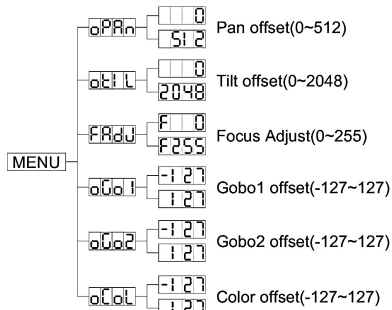 0
oPAn
512
Pan offset(0~512)
0
otIL
2048
Tilt offset(0~2048)
F 0
FAdJ
F255
Focus Adjust(0~255)
MENU
-127
oGo1
127
Gobo1 offset(-127~127)
-127
oGo2
127
Gobo2 offset(-127~127)
-127
oCoL
127
Color offset(-127~127)